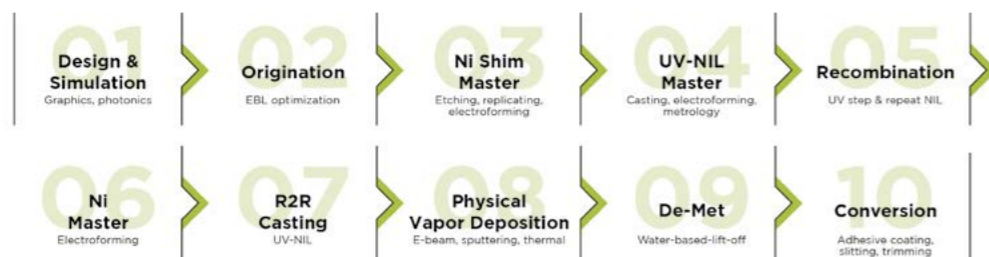 01
Design &
Simulation
Graphics, photonics
02
Origination
EBL optimization
03
Ni Shim
Master
Etching, replicating,
electroforming
04
UV-NIL
Master
Casting, electroforming,
metrology
05
Recombination
UV step & repeat NIL
06
Ni
Master
Electroforming
07
R2R
Casting
UV-NIL
08
Physical
Vapor Deposition
E-beam, sputtering, thermal
09
De-Met
Water-based-lift-off
10
Conversion
Adhesive coating,
slitting, trimming